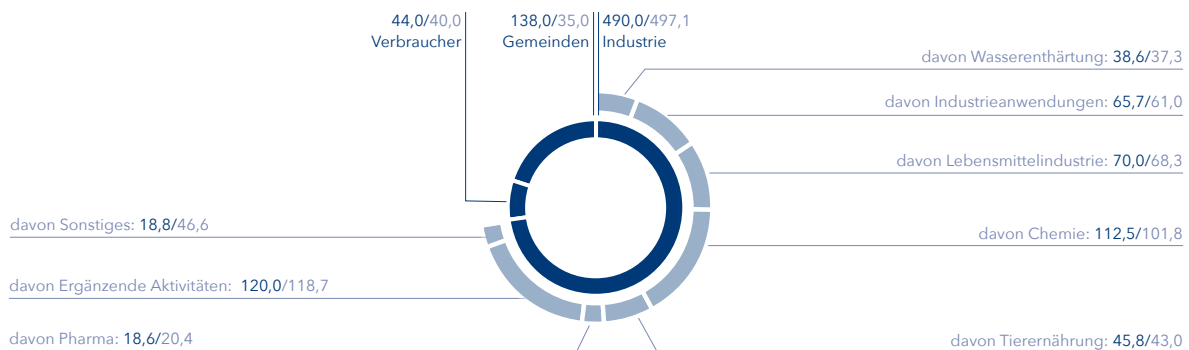 44,0/40,0
Verbraucher
138,0/35,0
Gemeinden
490,0/497,1
Industrie
davon Wasserenthärtung: 38,6/37,3
davon Industrieanwendungen: 65,7/61,0
davon Lebensmittelindustrie: 70,0/68,3
davon Sonstiges: 18,8/46,6
davon Chemie: 112,5/101,8
davon Ergänzende Aktivitäten: 120,0/118,7
davon Pharma: 18,6/20,4
davon Tierernährung: 45,8/43,0